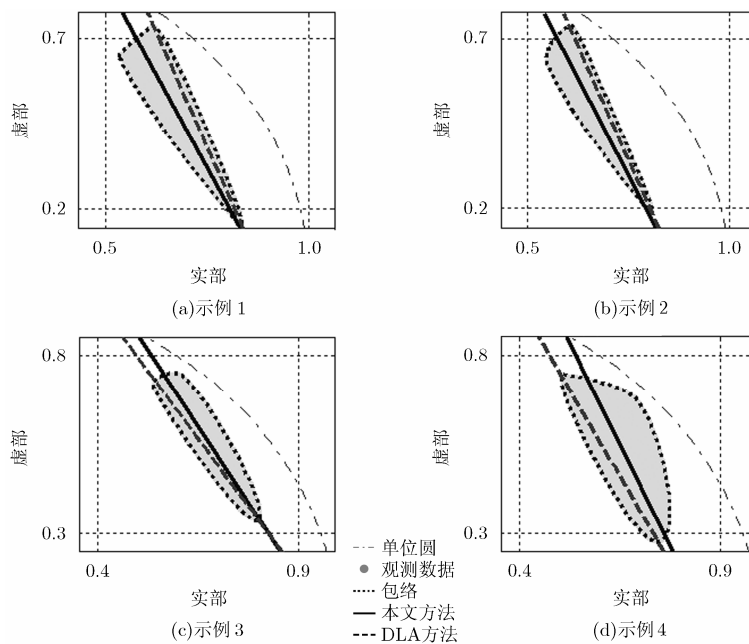 0.7
虚部
0.2
0.5
1.0
实部
(a)示例 1
0.7
虚部
0.2
0.5
1.0
实部
(b)示例 2
0.8
虚部
0.3
0.4
0.9
实部
(c)示例 3
单位圆
观测数据
包络
本文方法
DLA方法
0.8
虚部
0.3
0.4
0.9
实部
(d)示例 4